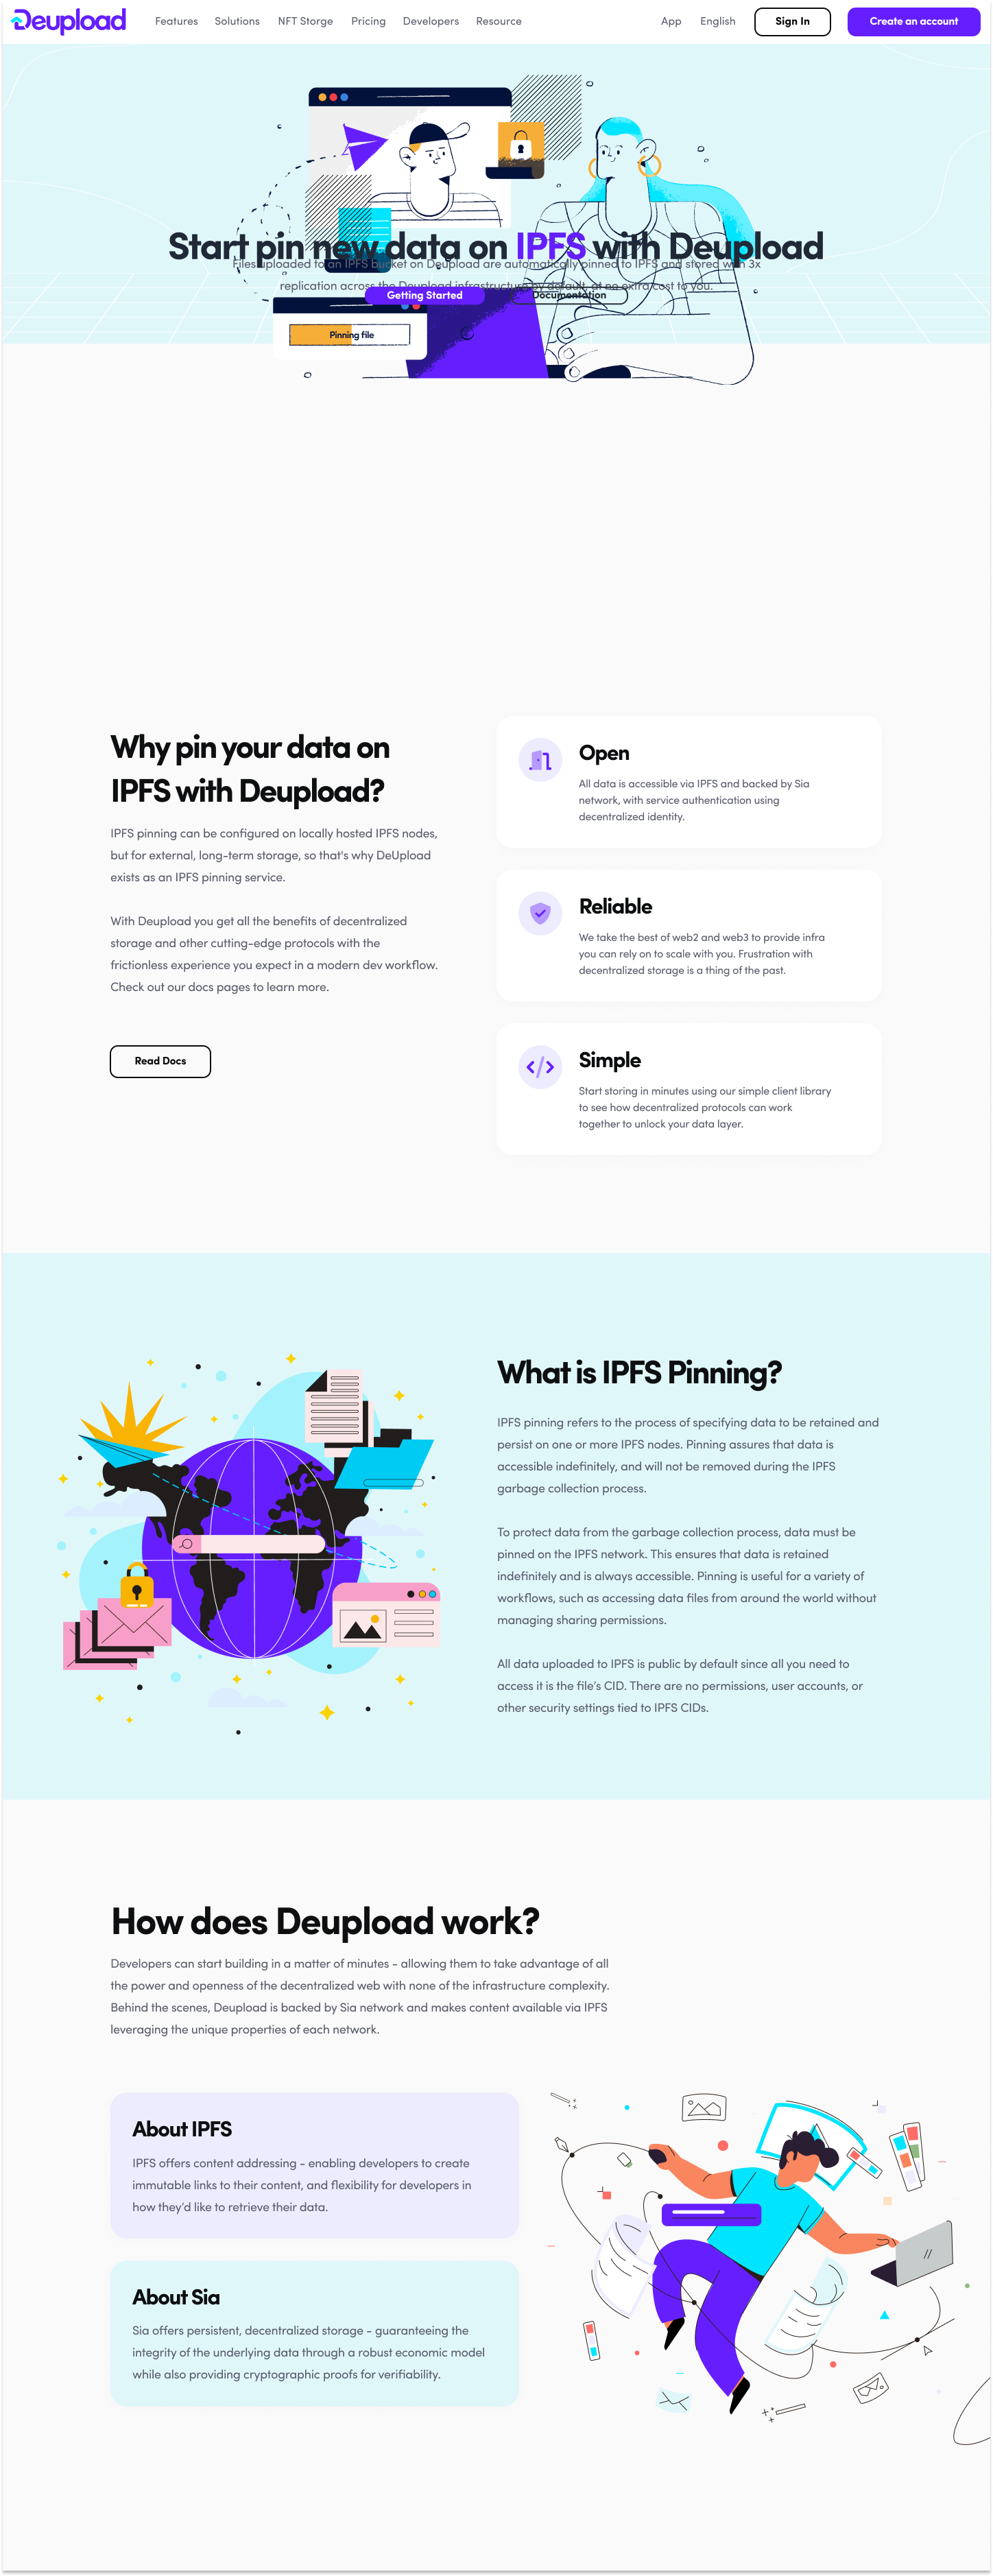 Deupload
Features Solutions NFT Storge Pricing Developers Resource App English Sign In Create an account
Start pin new data on IPFS with Deupload
Files uploaded to an IPFS bucket on Deupload are automatically pinned to IPFS and stored with 3x
replication across the Deupload infrastructure by default, at no extra cost to you.
Getting Started Documentation
Pinning file
Why pin your data on
IPFS with Deupload?
IPFS pinning can be configured on locally hosted IPFS nodes,
but for external, long-term storage, so that's why DeUpload
exists as an IPFS pinning service.
With Deupload you get all the benefits of decentralized
storage and other cutting-edge protocols with the
frictionless experience you expect in a modern dev workflow.
Check out our docs pages to learn more.
Read Docs
Open
All data is accessible via IPFS and backed by Sia
network, with service authentication using
decentralized identity.
Reliable
We take the best of web2 and web3 to provide infra
you can rely on to scale with you. Frustration with
decentralized storage is a thing of the past.
Simple
Start storing in minutes using our simple client library
to see how decentralized protocols can work
together to unlock your data layer.
What is IPFS Pinning?
IPFS pinning refers to the process of specifying data to be retained and
persist on one or more IPFS nodes. Pinning assures that data is
accessible indefinitely, and will not be removed during the IPFS
garbage collection process.
To protect data from the garbage collection process, data must be
pinned on the IPFS network. This ensures that data is retained
indefinitely and is always accessible. Pinning is useful for a variety of
workflows, such as accessing data files from around the world without
managing sharing permissions.
All data uploaded to IPFS is public by default since all you need to
access it is the file's CID. There are no permissions, user accounts, or
other security settings tied to IPFS CIDs.
How does Deupload work?
Developers can start building in a matter of minutes - allowing them to take advantage of all
the power and openness of the decentralized web with none of the infrastructure complexity.
Behind the scenes, Deupload is backed by Sia network and makes content available via IPFS
leveraging the unique properties of each network.
About IPFS
IPFS offers content addressing - enabling developers to create
immutable links to their content, and flexibility for developers in
how they'd like to retrieve their data.
About Sia
Sia offers persistent, decentralized storage - guaranteeing the
integrity of the underlying data through a robust economic model
while also providing cryptographic proofs for verifiability.